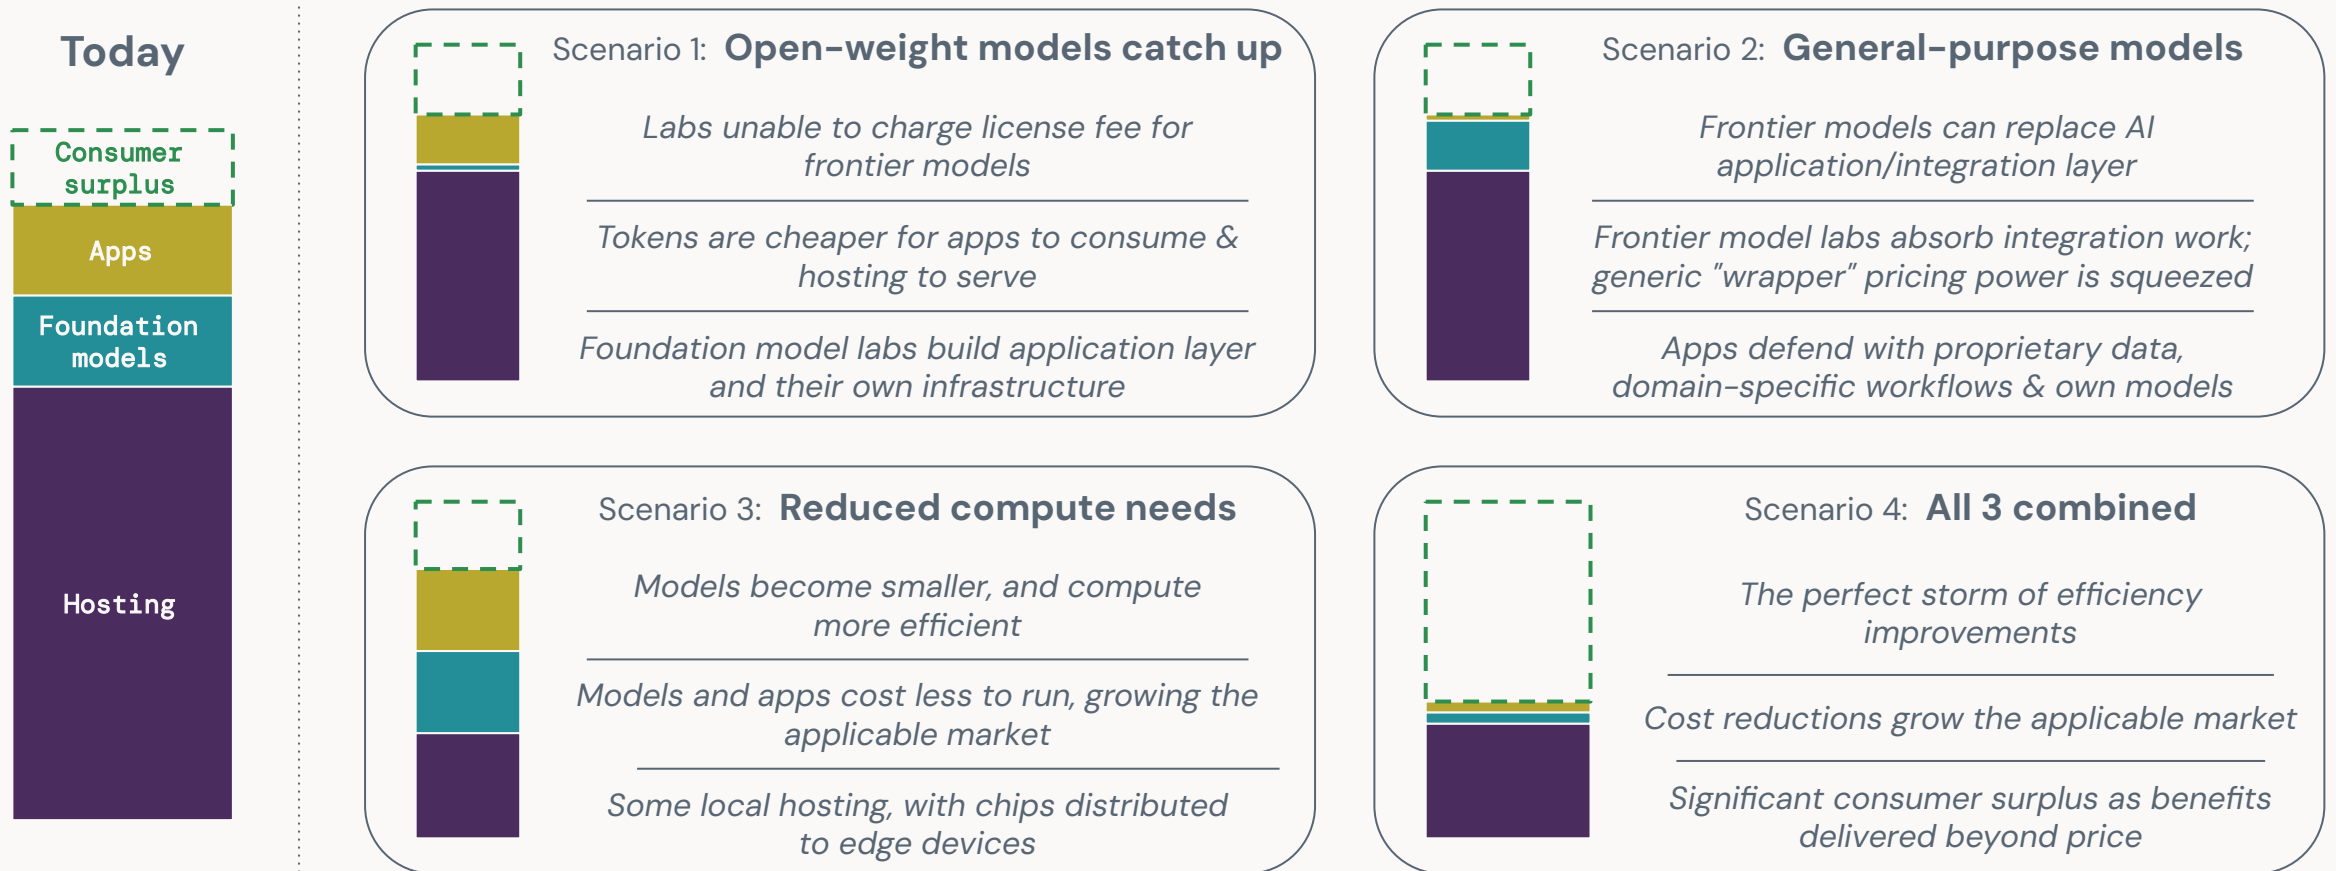 Today
Consumer
surplus
Apps
Foundation
models
Hosting
Scenario 1: Open-weight models catch up
Labs unable to charge license fee for
frontier models
Tokens are cheaper for apps to consume &
hosting to serve
Foundation model labs build application layer
and their own infrastructure
Scenario 2: General-purpose models
Frontier models can replace AI
application/integration layer
Frontier model labs absorb integration work;
generic "wrapper" pricing power is squeezed
Apps defend with proprietary data,
domain-specific workflows & own models
Scenario 3: Reduced compute needs
Models become smaller, and compute
more efficient
Models and apps cost less to run, growing the
applicable market
Some local hosting, with chips distributed
to edge devices
Scenario 4: All 3 combined
The perfect storm of efficiency
improvements
Cost reductions grow the applicable market
Significant consumer surplus as benefits
delivered beyond price